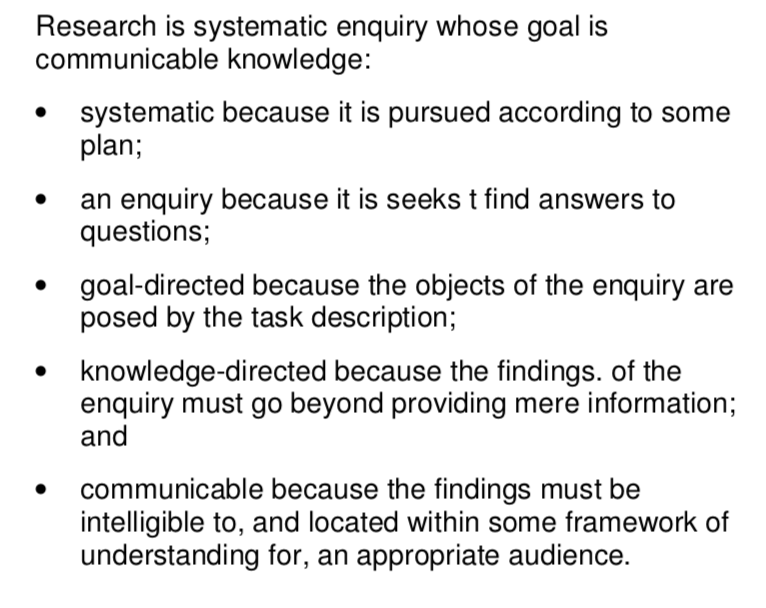 Research is systematic enquiry whose goal is
communicable knowledge:
• systematic because it is pursued according to some
plan;
• an enquiry because it is seeks t find answers to
questions;
• goal-directed because the objects of the enquiry are
posed by the task description;
• knowledge-directed because the findings. of the
enquiry must go beyond providing mere information;
and
• communicable because the findings must be
intelligible to, and located within some framework of
understanding for, an appropriate audience.